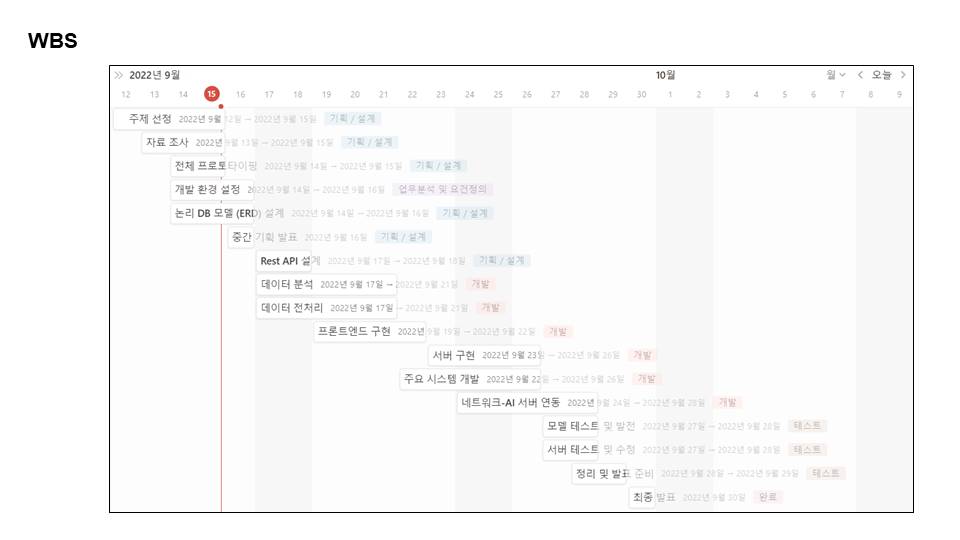 WBS
2022년 9월 10월 월 오늘
12 13 14 15 16 17 18 19 20 21 22 23 24 25 26 27 28 29 30 1 2 3 4 5 6 7 8 9
주제 선정 2022년 9월 12일 → 2022년 9월 15일 기획 / 설계
자료 조사 2022년 9월 13일 → 2022년 9월 15일 기획 / 설계
전체 프로토타이핑 2022년 9월 14일 → 2022년 9월 15일 기획 / 설계
개발 환경 설정 2022년 9월 14일 → 2022년 9월 16일 업무분석 및 요건정의
논리 DB 모델 (ERD) 설계 2022년 9월 14일 → 2022년 9월 16일 기획 / 설계
중간 기획 발표 2022년 9월 16일 기획 / 설계
Rest API 설계 2022년 9월 17일 → 2022년 9월 18일 기획 / 설계
데이터 분석 2022년 9월 17일 → 2022년 9월 21일 개발
데이터 전처리 2022년 9월 17일 → 2022년 9월 21일 개발
프론트엔드 구현 2022년 9월 19일 → 2022년 9월 22일 개발
서버 구현 2022년 9월 23일 → 2022년 9월 26일 개발
주요 시스템 개발 2022년 9월 22일 → 2022년 9월 26일 개발
네트워크-AI 서버 연동 2022년 9월 24일 → 2022년 9월 28일 개발
모델 테스트 및 발전 2022년 9월 27일 → 2022년 9월 28일 테스트
서버 테스트 및 수정 2022년 9월 27일 → 2022년 9월 28일 테스트
정리 및 발표 준비 2022년 9월 28일 → 2022년 9월 29일 테스트
최종 발표 2022년 9월 30일 완료